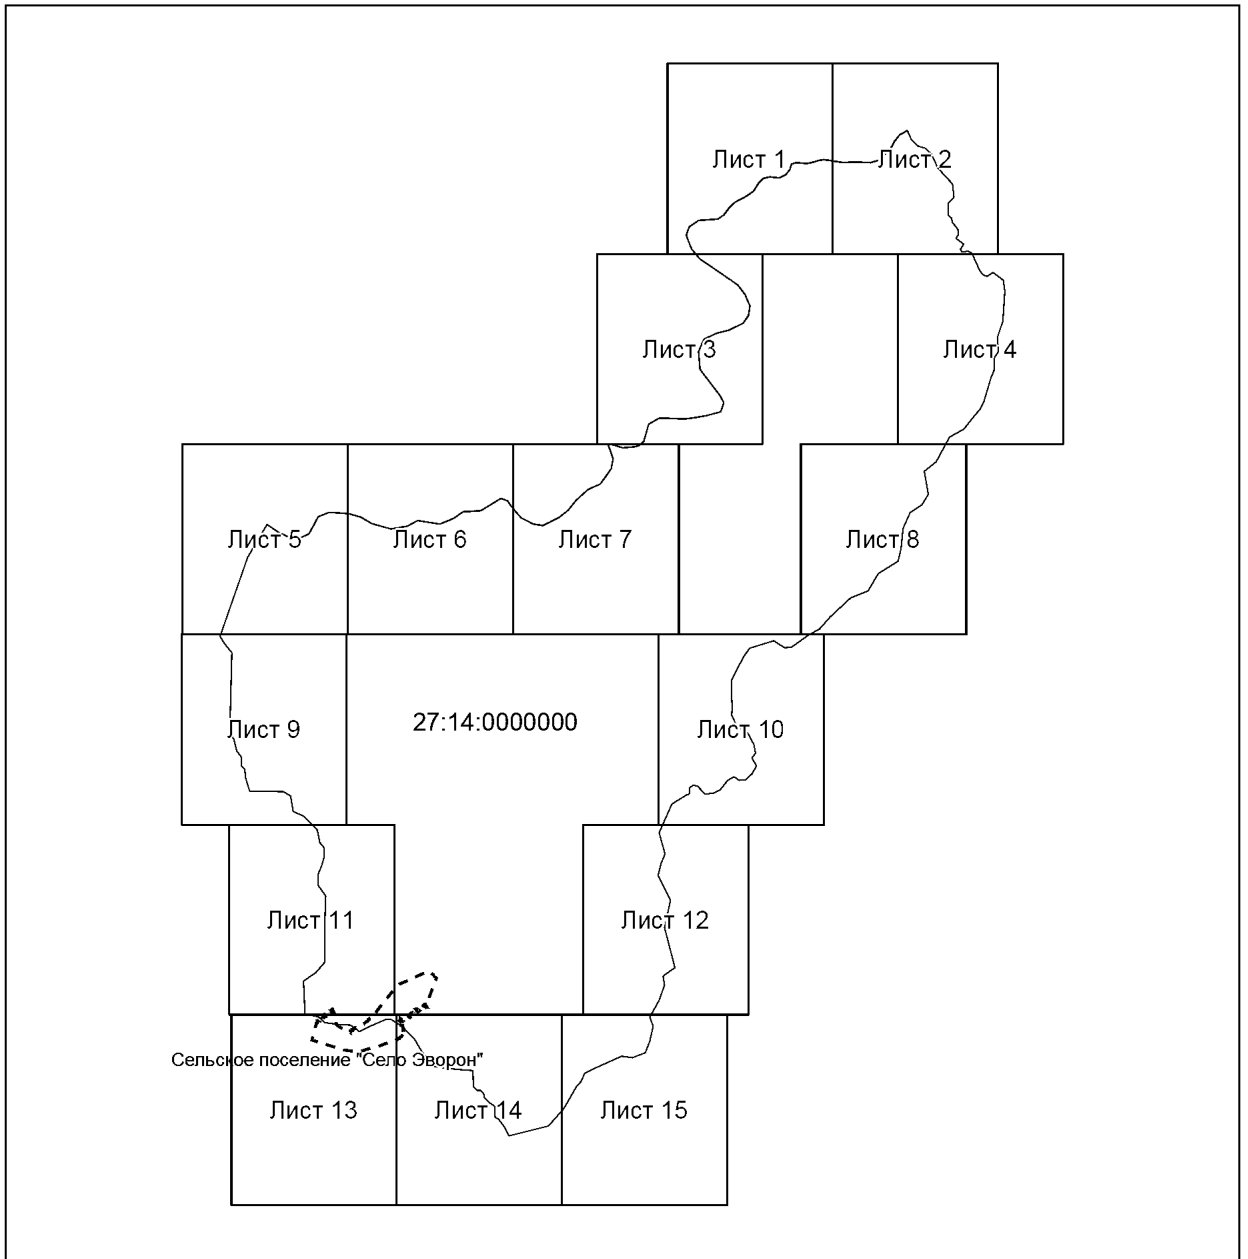 Лист 1
Лист 2
Лист 3
Лист 4
Лист 5
Лист 6
Лист 7
Лист 8
Лист 9
27:14:0000000
Лист 10
Лист 11
Лист 12
Сельское поселение "Село Эворон"
Лист 13
Лист 14
Лист 15